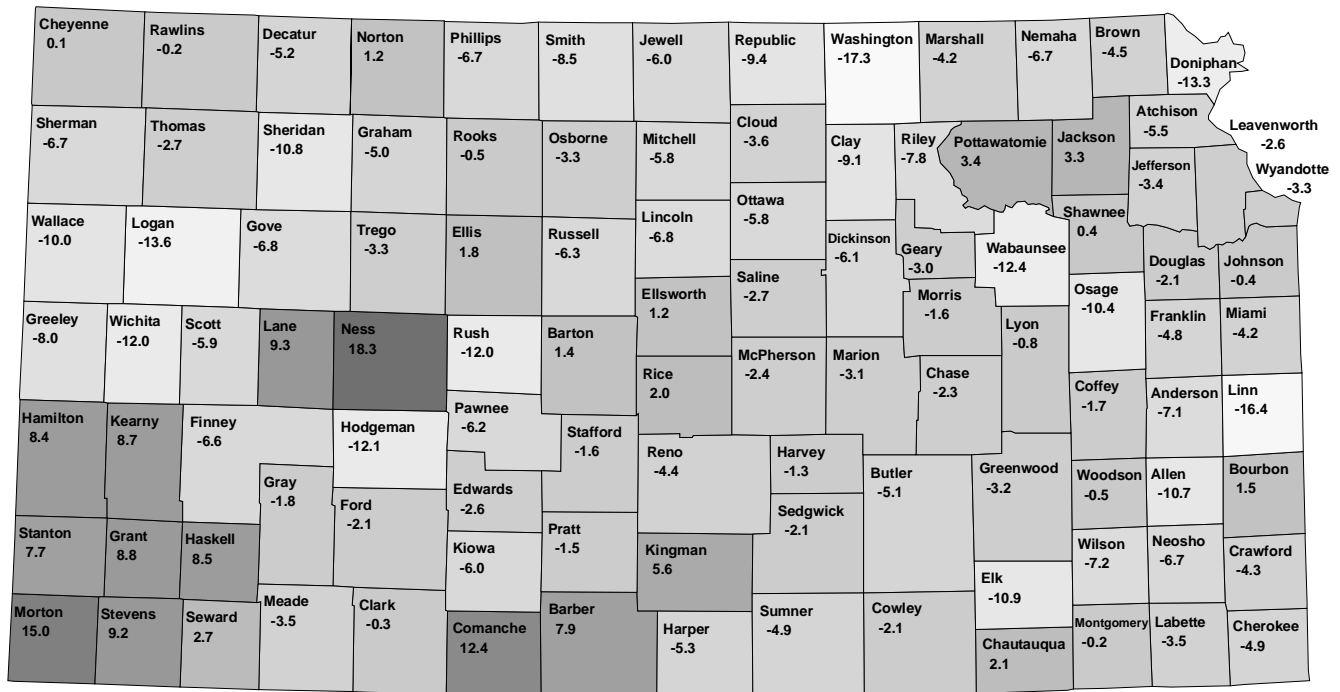 Cheyenne
0.1
Rawlins
-0.2
Decatur
-5.2
Norton
1.2
Phillips
-6.7
Smith
-8.5
Jewell
-6.0
Republic
-9.4
Washington
-17.3
Marshall
-4.2
Nemaha
-6.7
Brown
-4.5
Doniphan
-13.3
Sherman
-6.7
Thomas
-2.7
Sheridan
-10.8
Graham
-5.0
Rooks
-0.5
Osborne
-3.3
Mitchell
-5.8
Cloud
-3.6
Clay
-9.1
Riley
-7.8
Pottawatomie
3.4
Jackson
3.3
Atchison
-5.5
Leavenworth
-2.6
Jefferson
-3.4
Wyandotte
-3.3
Wallace
-10.0
Logan
-13.6
Gove
-6.8
Trego
-3.3
Ellis
1.8
Russell
-6.3
Lincoln
-6.8
Ottawa
-5.8
Dickinson
-6.1
Geary
-3.0
Wabaunsee
-12.4
Shawnee
0.4
Douglas
-2.1
Johnson
-0.4
Ellsworth
1.2
Saline
-2.7
Morris
-1.6
Osage
-10.4
Greeley
-8.0
Wichita
-12.0
Scott
-5.9
Lane
9.3
Ness
18.3
Rush
-12.0
Barton
1.4
Rice
2.0
McPherson
-2.4
Marion
-3.1
Chase
-2.3
Lyon
-0.8
Franklin
-4.8
Miami
-4.2
Coffey
-1.7
Anderson
-7.1
Linn
-16.4
Hamilton
8.4
Kearny
8.7
Finney
-6.6
Hodgeman
-12.1
Pawnee
-6.2
Stafford
-1.6
Reno
-4.4
Harvey
-1.3
Butler
-5.1
Greenwood
-3.2
Woodson
-0.5
Allen
-10.7
Bourbon
1.5
Gray
-1.8
Ford
-2.1
Edwards
-2.6
Sedgwick
-2.1
Stanton
7.7
Grant
8.8
Haskell
8.5
Kiowa
-6.0
Pratt
-1.5
Kingman
5.6
Wilson
-7.2
Neosho
-6.7
Crawford
-4.3
Elk
-10.9
Morton
15.0
Stevens
9.2
Seward
2.7
Meade
-3.5
Clark
-0.3
Comanche
12.4
Barber
7.9
Harper
-5.3
Sumner
-4.9
Cowley
-2.1
Chautauqua
2.1
Montgomery
-0.2
Labette
-3.5
Cherokee
-4.9